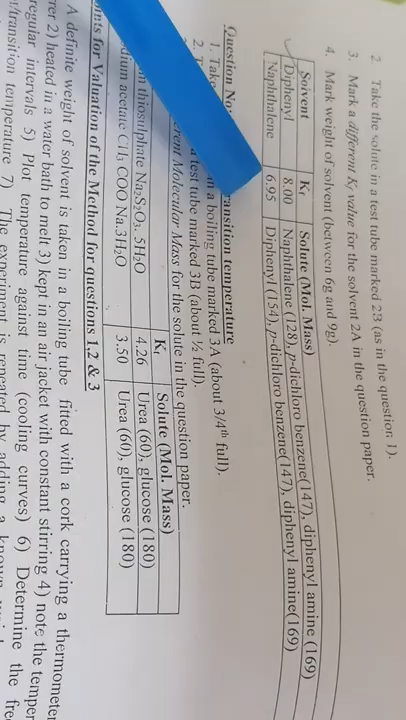 2. Take the solute in a test tube marked 23 (as in the question 1).
3. Mark a different Kf value for the solvent 2A in the question paper.
4. Mark weight of solvent (between 6g and 9g).
Solvent Kf Solute (Mol. Mass)
Diphenyl 8.00 Naphthalene (128), p-dichloro benzene(147), diphenyl amine (169)
Naphthalene 6.95 Diphenyl (154), p-dichloro benzene(147), diphenyl amine(169)
Question No: ansition temperature
1. Take in a boiling tube marked 3A (about 3/4th full).
2. test tube marked 3B (about ½ full).
Molecular Mass for the solute in the question paper.
Kf Solute (Mol. Mass)
thiosulphate Na2S2O3. 5H2O 4.26 Urea (60), glucose (180)
dium acetate CH3 COO Na.3H2O 3.50 Urea (60), glucose (180)
ints for Valuation of the Method for questions 1,2 & 3
A definite weight of solvent is taken in a boiling tube fitted with a cork carrying a thermometer
rer 2) heated in a water bath to melt 3) kept in an air jacket with constant stirring 4) note the temper
regular intervals 5) Plot temperature against time (cooling curves) 6) Determine the fre
t/transition temperature 7) The experiment is repeated by adding a known